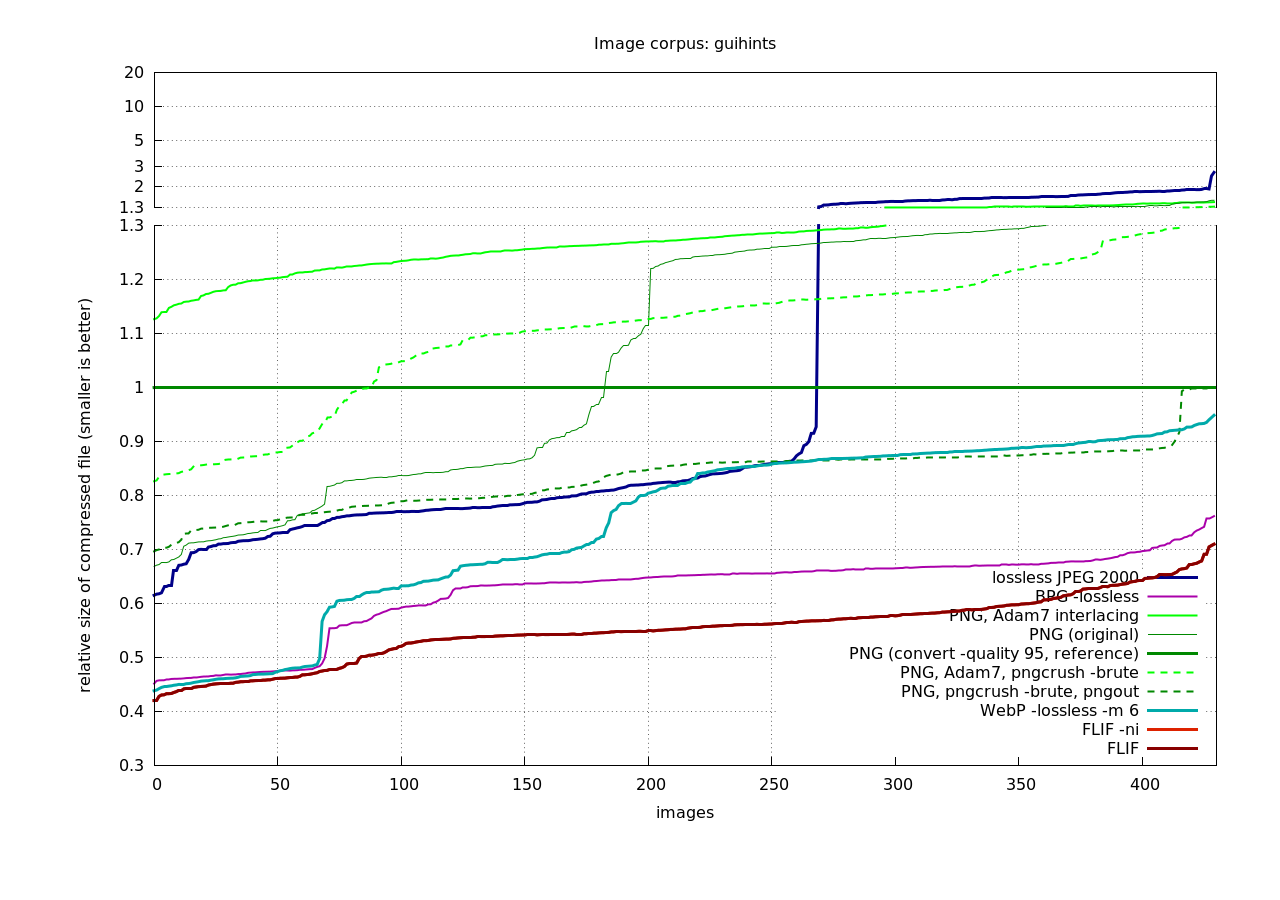 Image corpus: guihints
20
10
5
3
2
1.3
1.3
1.2
1.1
1
0.9
0.8
0.7
0.6
0.5
0.4
0.3
relative size of compressed file (smaller is better)
lossless JPEG 2000
BPG -lossless
PNG, Adam7 interlacing
PNG (original)
PNG (convert -quality 95, reference)
PNG, Adam7, pngcrush -brute
PNG, pngcrush -brute, pngout
WebP -lossless -m 6
FLIF -ni
FLIF
0 50 100 150 200 250 300 350 400
images